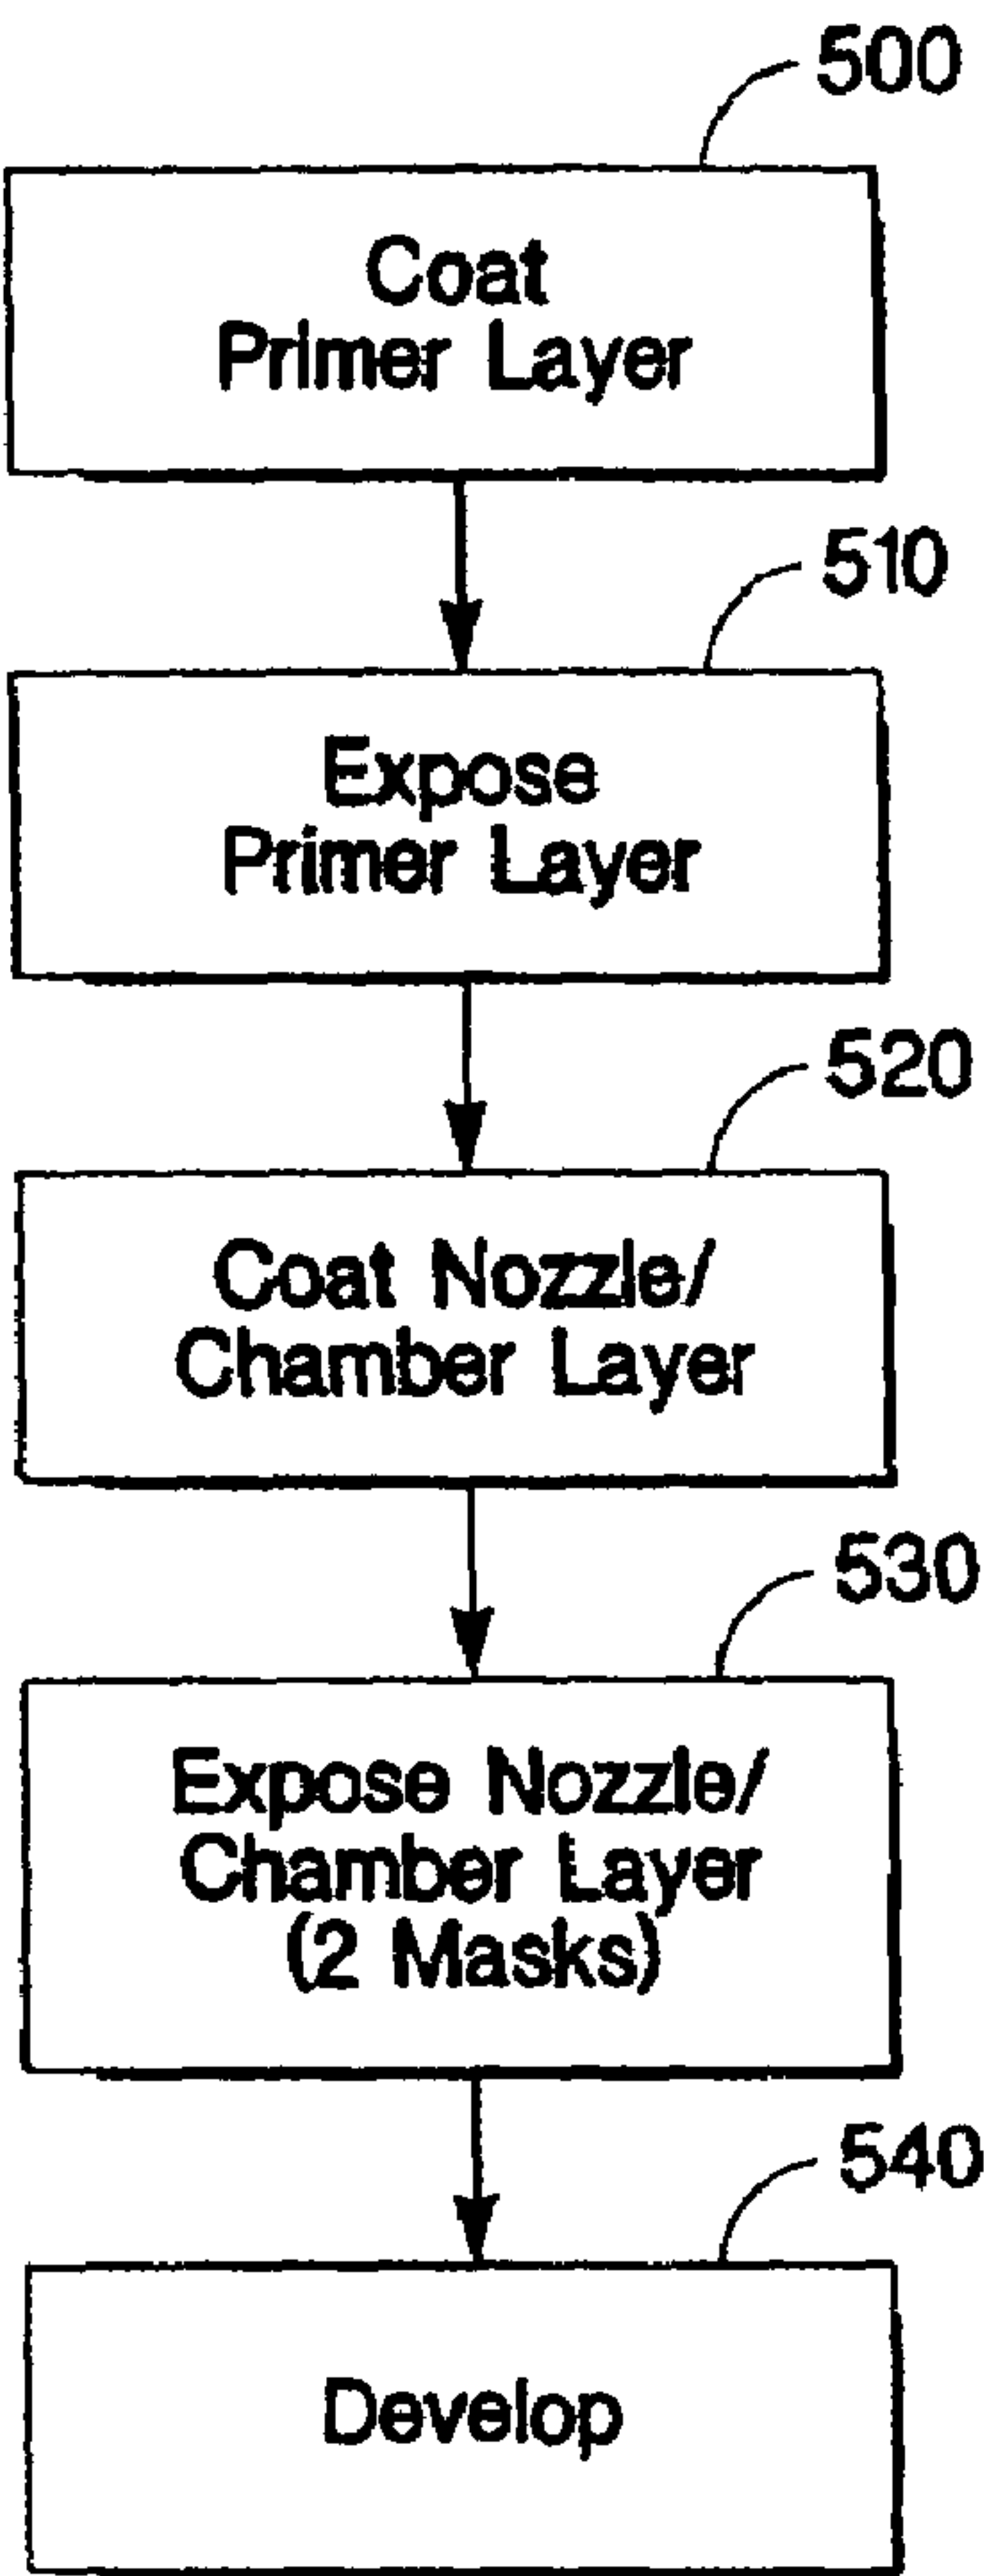 500
Coat
Primer Layer
510
Expose
Primer Layer
520
Coat Nozzle/
Chamber Layer
530
Expose Nozzle/
Chamber Layer
(2 Masks)
540
Develop